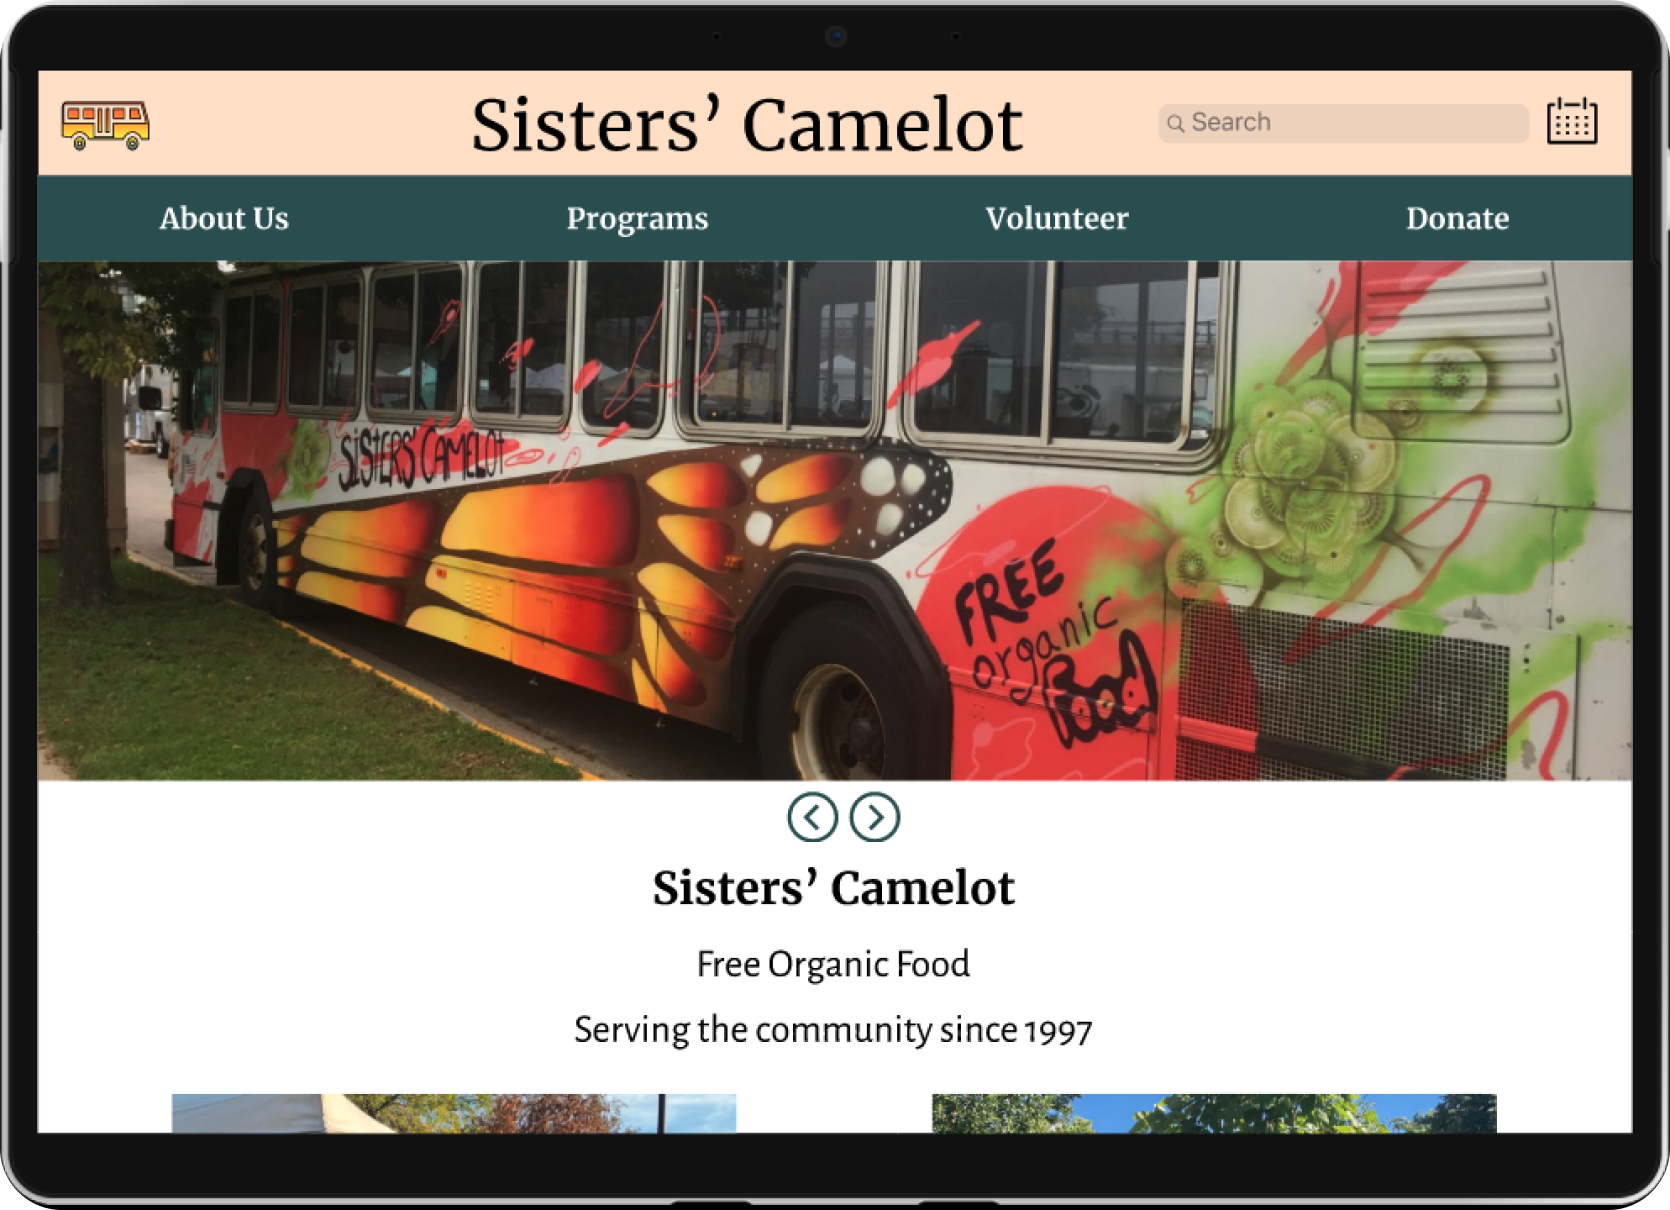 Sisters’ Camelot
Search
About Us Programs Volunteer Donate
SiSTERS' CAMELOT
FREE
organic
Food
Sisters’ Camelot
Free Organic Food
Serving the community since 1997